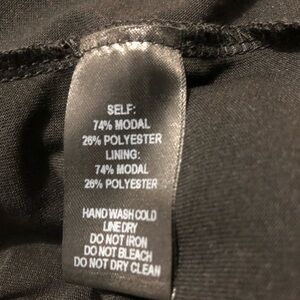 SELF:
74% MODAL
26% POLYESTER
LINING:
74% MODAL
26% POLYESTER
HAND WASH COLD
LINE DRY
DO NOT IRON
DO NOT BLEACH
DO NOT DRY CLEAN